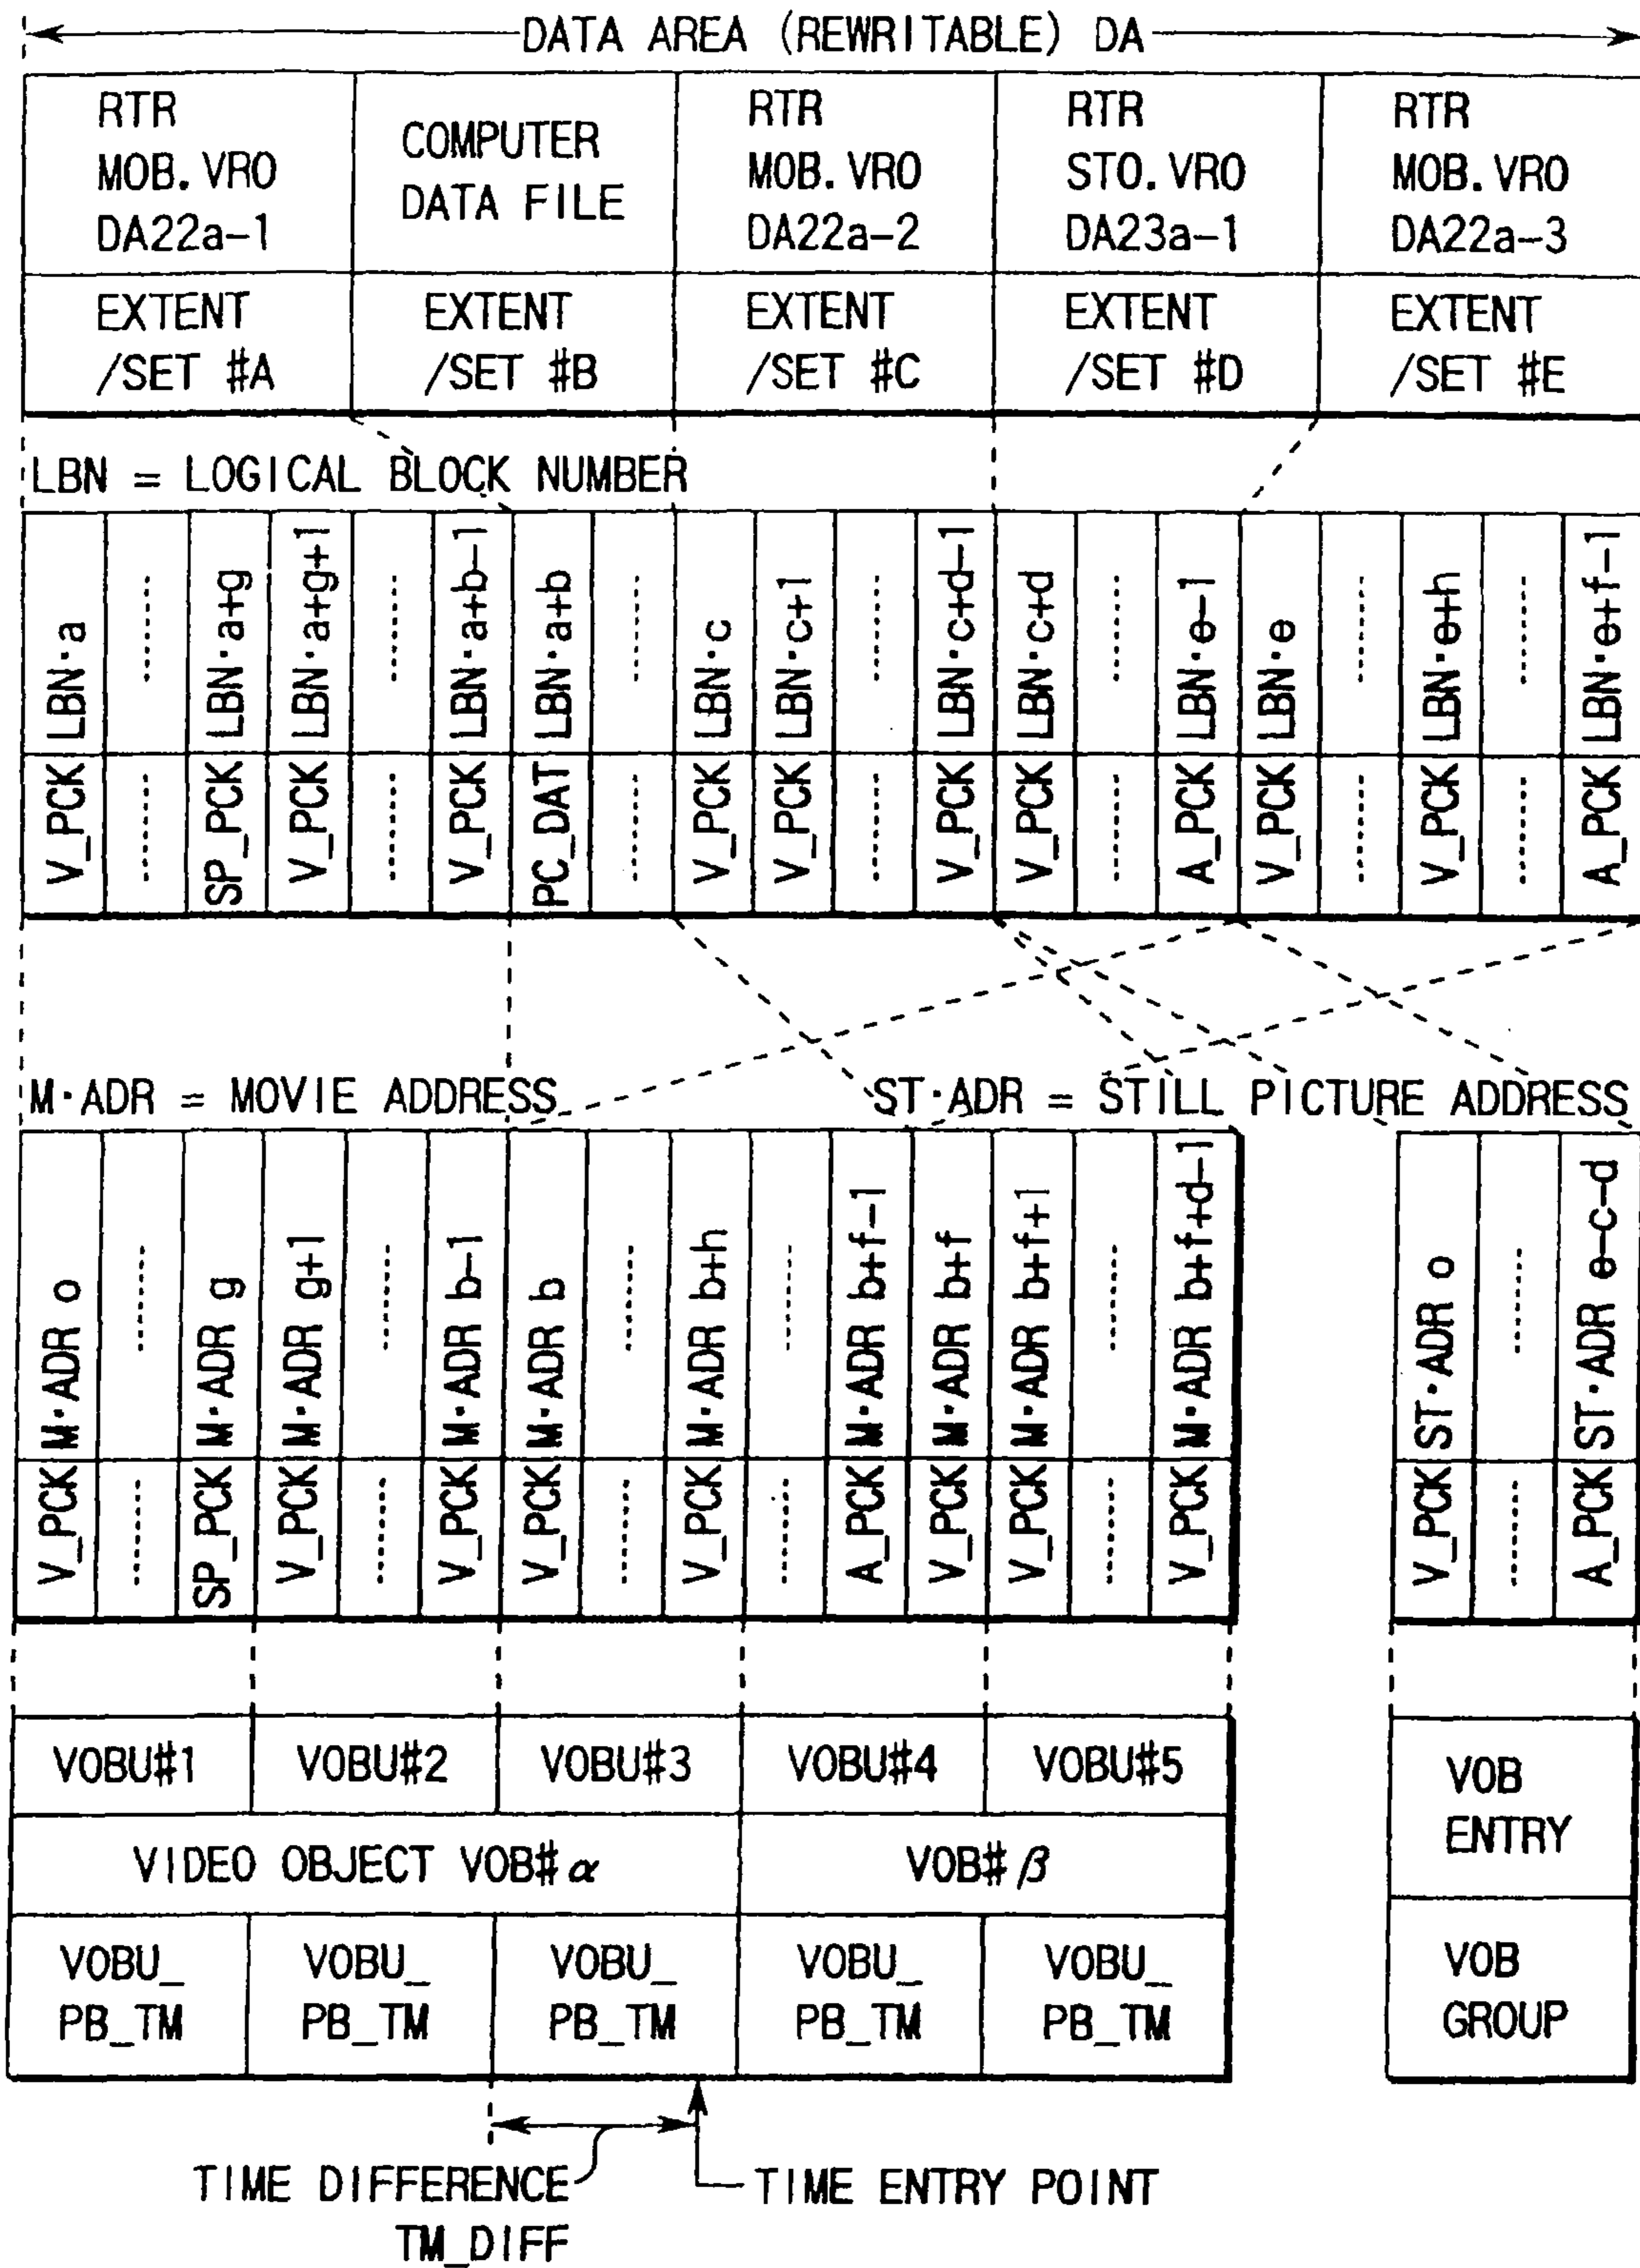 DATA AREA (REWRITABLE) DA
RTR
MOB. VRO
DA22a-1
COMPUTER
DATA FILE
RTR
MOB. VRO
DA22a-2
RTR
STO. VRO
DA23a-1
RTR
MOB. VRO
DA22a-3
EXTENT
/SET #A
EXTENT
/SET #B
EXTENT
/SET #C
EXTENT
/SET #D
EXTENT
/SET #E
LBN = LOGICAL BLOCK NUMBER
LBN·a
LBN·a+g
LBN·a+g+1
LBN·a+b-1
LBN·a+b
LBN·c
LBN·c+1
LBN·c+d-1
LBN·c+d
LBN·e-1
LBN·e
LBN·e+h
LBN·e+f-1
V_PCK
SP_PCK
V_PCK
V_PCK
PC_DAT
V_PCK
V_PCK
V_PCK
V_PCK
A_PCK
V_PCK
V_PCK
A_PCK
M·ADR = MOVIE ADDRESS
ST·ADR = STILL PICTURE ADDRESS
M·ADR o
M·ADR g
M·ADR g+1
M·ADR b-1
M·ADR b
M·ADR b+h
M·ADR b+f-1
M·ADR b+f
M·ADR b+f+1
M·ADR b+f+d-1
ST·ADR o
ST·ADR e-c-d
V_PCK
SP_PCK
V_PCK
V_PCK
V_PCK
V_PCK
A_PCK
V_PCK
V_PCK
V_PCK
V_PCK
A_PCK
VOBU#1
VOBU#2
VOBU#3
VOBU#4
VOBU#5
VOB
ENTRY
VIDEO OBJECT VOB#α
VOB#β
VOBU_
PB_TM
VOBU_
PB_TM
VOBU_
PB_TM
VOBU_
PB_TM
VOBU_
PB_TM
VOB
GROUP
TIME DIFFERENCE
TM_DIFF
TIME ENTRY POINT